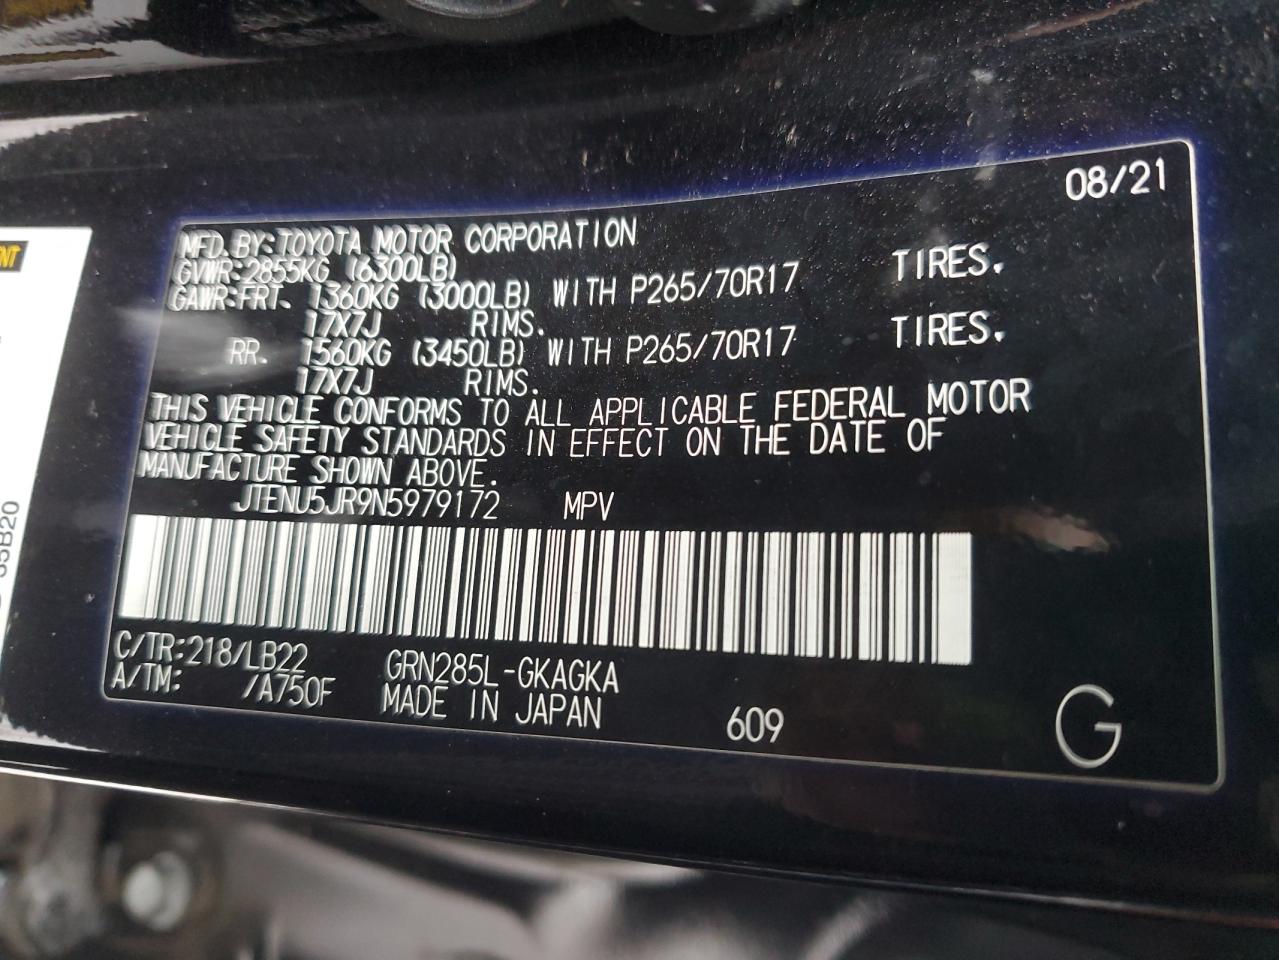 08/21
MFD.BY:TOYOTA MOTOR CORPORATION
GVWR:2855KG (6300LB)
GAWR:FRT. 1360KG (3000LB) WITH P265/70R17 TIRES.
17X7J RIMS.
RR. 1560KG (3450LB) WITH P265/70R17 TIRES.
17X7J RIMS.
THIS VEHICLE CONFORMS TO ALL APPLICABLE FEDERAL MOTOR
VEHICLE SAFETY STANDARDS IN EFFECT ON THE DATE OF
MANUFACTURE SHOWN ABOVE.
JTENU5JR9N5979172 MPV
C/TR:218/LB22 GRN285L-GKAGKA
A/TM: /A750F MADE IN JAPAN
609 G
35B20